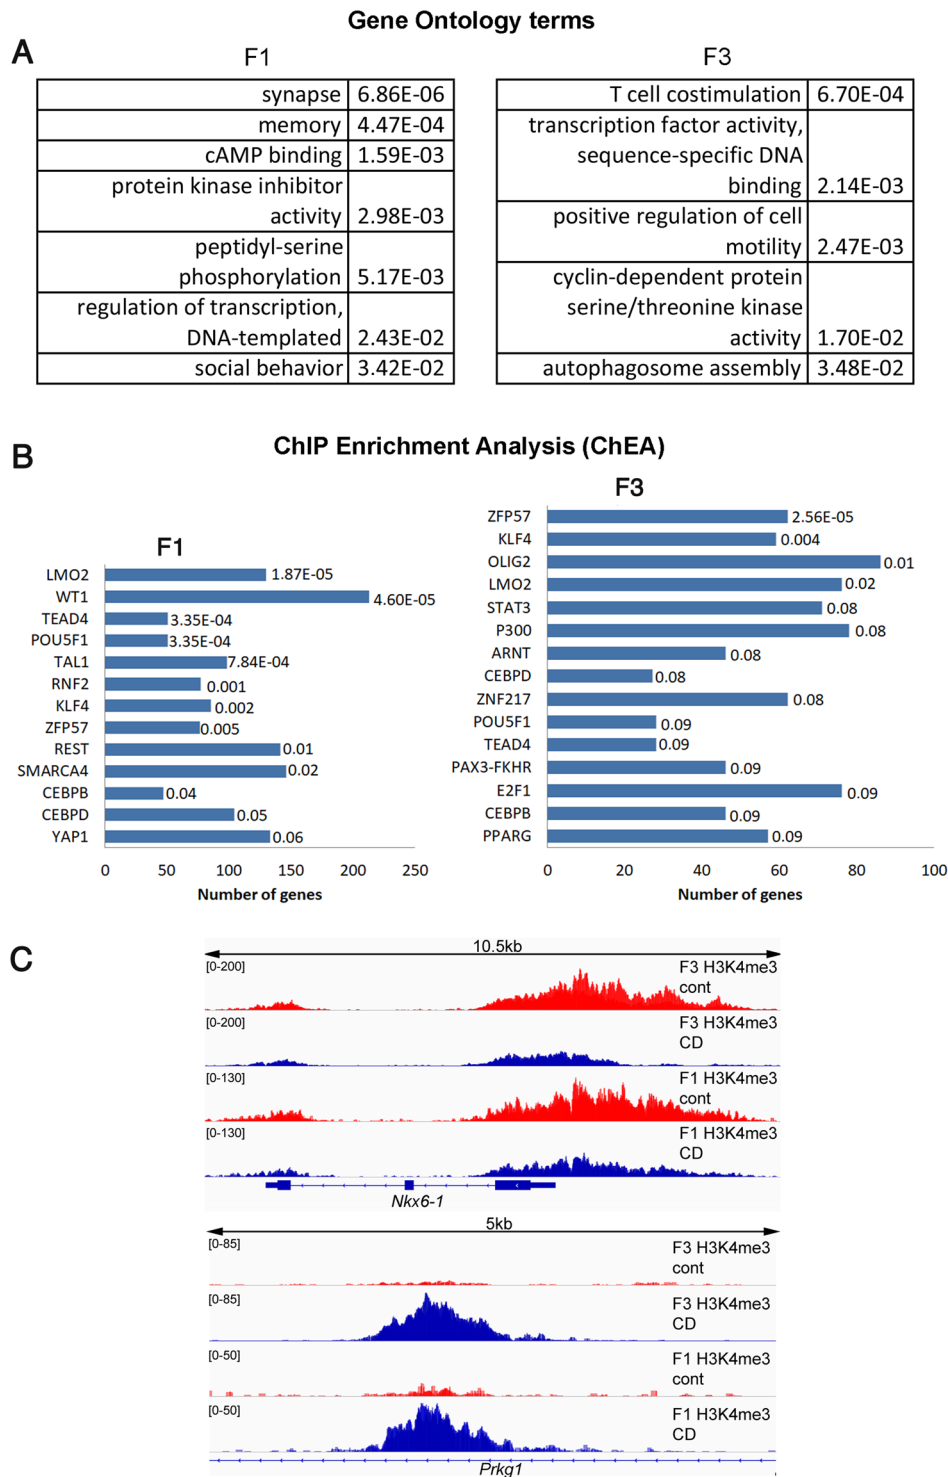 Gene Ontology terms
A
F1
F3
synapse 6.86E-06
memory 4.47E-04
cAMP binding 1.59E-03
protein kinase inhibitor
activity 2.98E-03
peptidyl-serine
phosphorylation 5.17E-03
regulation of transcription,
DNA-templated 2.43E-02
social behavior 3.42E-02
T cell costimulation 6.70E-04
transcription factor activity,
sequence-specific DNA
binding 2.14E-03
positive regulation of cell
motility 2.47E-03
cyclin-dependent protein
serine/threonine kinase
activity 1.70E-02
autophagosome assembly 3.48E-02
B
ChIP Enrichment Analysis (ChEA)
F1
LMO2 1.87E-05
WT1 4.60E-05
TEAD4 3.35E-04
POU5F1 3.35E-04
TAL1 7.84E-04
RNF2 0.001
KLF4 0.002
ZFP57 0.005
REST 0.01
SMARCA4 0.02
CEBPB 0.04
CEBPD 0.05
YAP1 0.06
0 50 100 150 200 250
Number of genes
F3
ZFP57 2.56E-05
KLF4 0.004
OLIG2 0.01
LMO2 0.02
STAT3 0.08
P300 0.08
ARNT 0.08
CEBPD 0.08
ZNF217 0.08
POU5F1 0.09
TEAD4 0.09
PAX3-FKHR 0.09
E2F1 0.09
CEBPB 0.09
PPARG 0.09
0 20 40 60 80 100
Number of genes
C
10.5kb
[0-200] F3 H3K4me3
cont
[0-200] F3 H3K4me3
CD
[0-130] F1 H3K4me3
cont
[0-130] F1 H3K4me3
CD
Nkx6-1
5kb
[0-85] F3 H3K4me3
cont
[0-85] F3 H3K4me3
CD
[0-50] F1 H3K4me3
cont
[0-50] F1 H3K4me3
CD
Prkg1